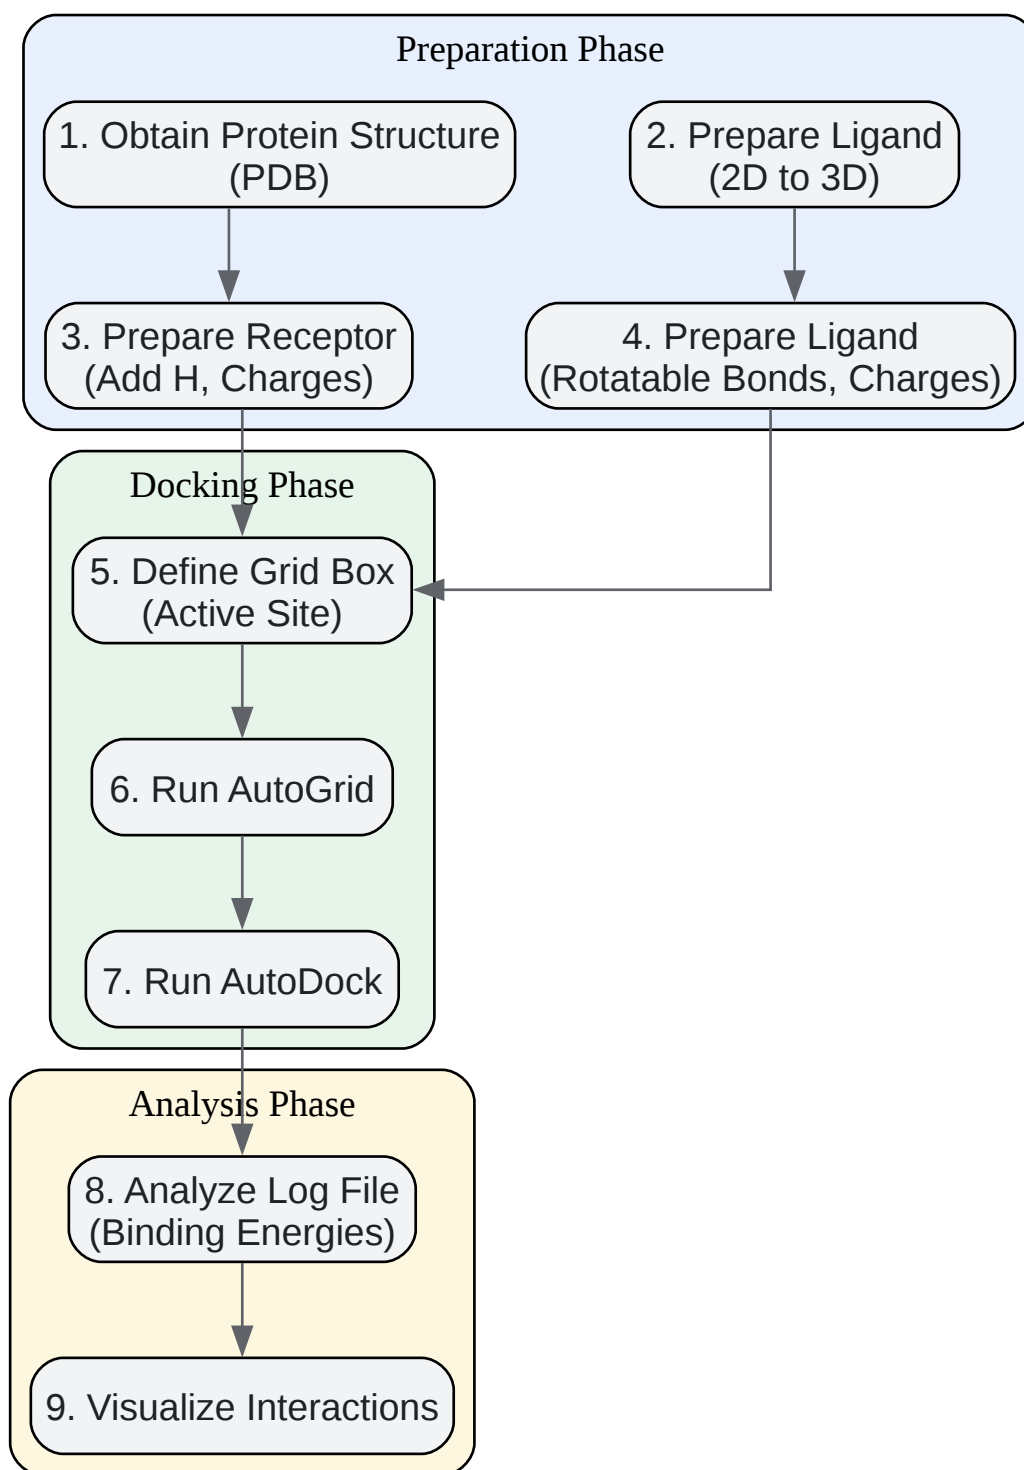 Preparation Phase
1. Obtain Protein Structure
(PDB)
2. Prepare Ligand
(2D to 3D)
3. Prepare Receptor
(Add H, Charges)
4. Prepare Ligand
(Rotatable Bonds, Charges)
Docking Phase
5. Define Grid Box
(Active Site)
6. Run AutoGrid
7. Run AutoDock
Analysis Phase
8. Analyze Log File
(Binding Energies)
9. Visualize Interactions